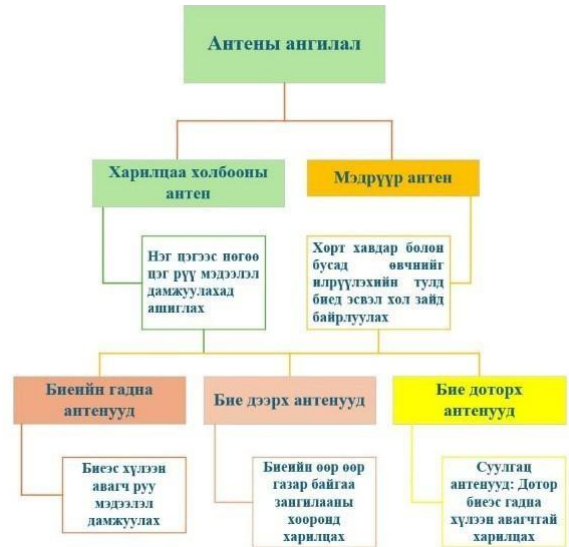 Антены ангилал
Харилцаа холбооны
антен
Мэдрүүр антен
Нэг цэгээс нөгөө
цэг рүү мэдээлэл
дамжуулахад
ашиглах
Хорт хавдар болон
бусад өвчнийг
илрүүлэхийн тулд
биед эсвэл хол зайд
байрлуулах
Биеийн гадна
антенууд
Бие дээрх антенууд
Бие доторх
антенууд
Биеэс хүлээн
авагч руу
мэдээлэл
дамжуулах
Биеийн өөр өөр
газар байгаа
зангилааны
хооронд
харилцах
Суулгац
антенууд: Дотор
биеэс гадна
хүлээн авагчтай
харилцах